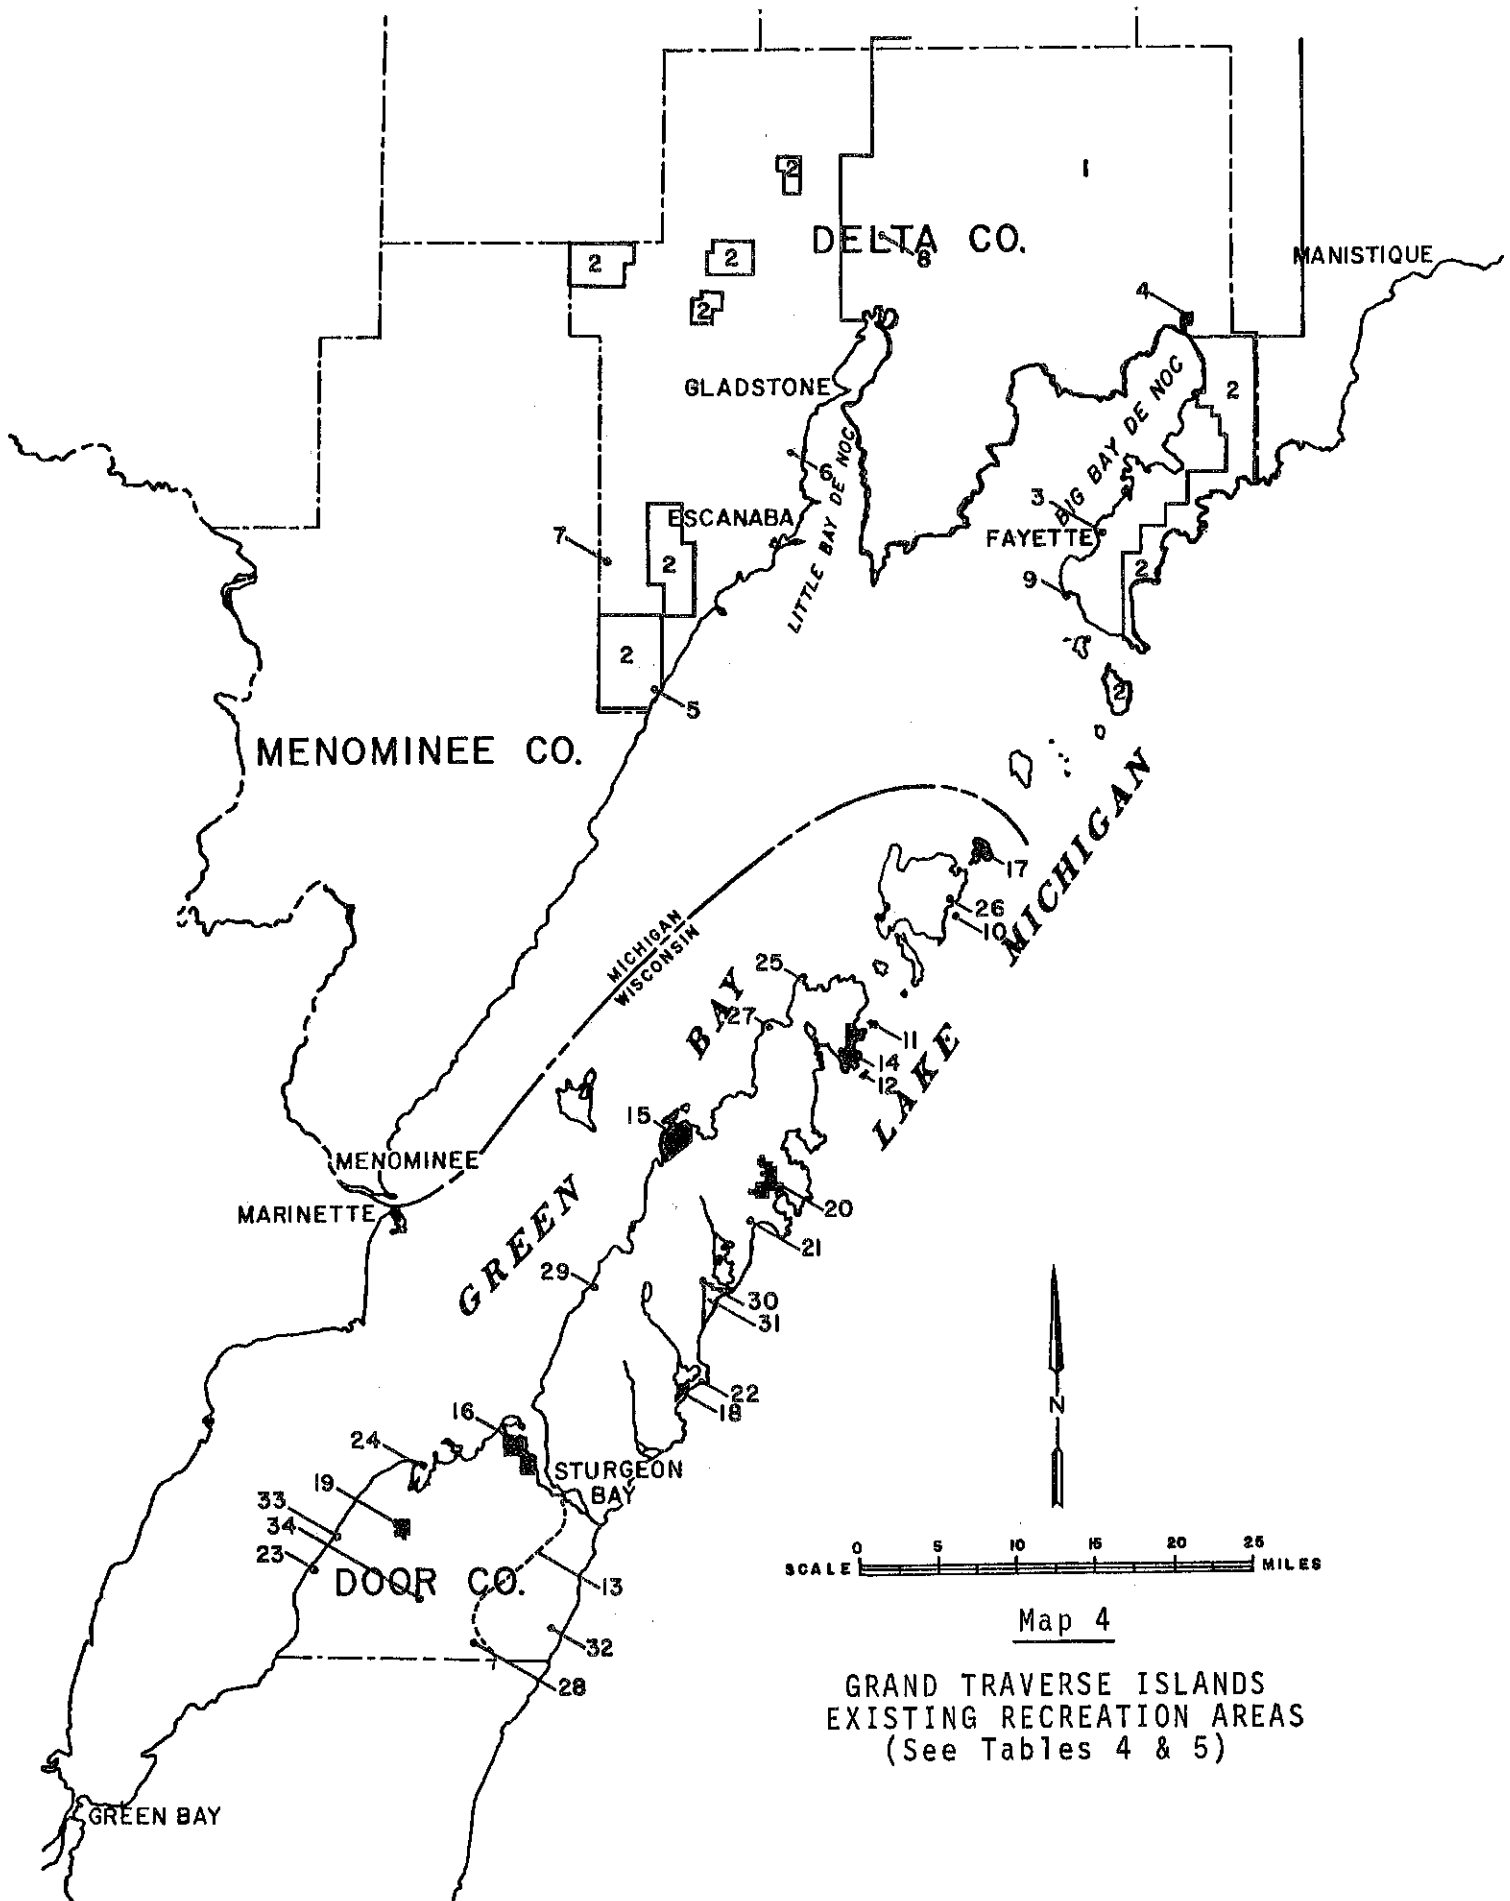 2
1
DELTA CO.
8
2
2
MANISTIQUE
2
4
GLADSTONE
2
BIG BAY DE NOC
6
LITTLE BAY DE NOC
3
ESCANABA
FAYETTE
7
2
2
9
2
2
5
MENOMINEE CO.
17
26
10
LAKE MICHIGAN
MICHIGAN
WISCONSIN
25
27
GREEN BAY
11
14
12
15
MENOMINEE
MARINETTE
20
21
29
30
31
22
18
16
24
STURGEON
BAY
19
33
34
23
DOOR CO.
13
32
28
GREEN BAY
N
0 5 10 15 20 25
SCALE MILES
Map 4
GRAND TRAVERSE ISLANDS
EXISTING RECREATION AREAS
(See Tables 4 & 5)